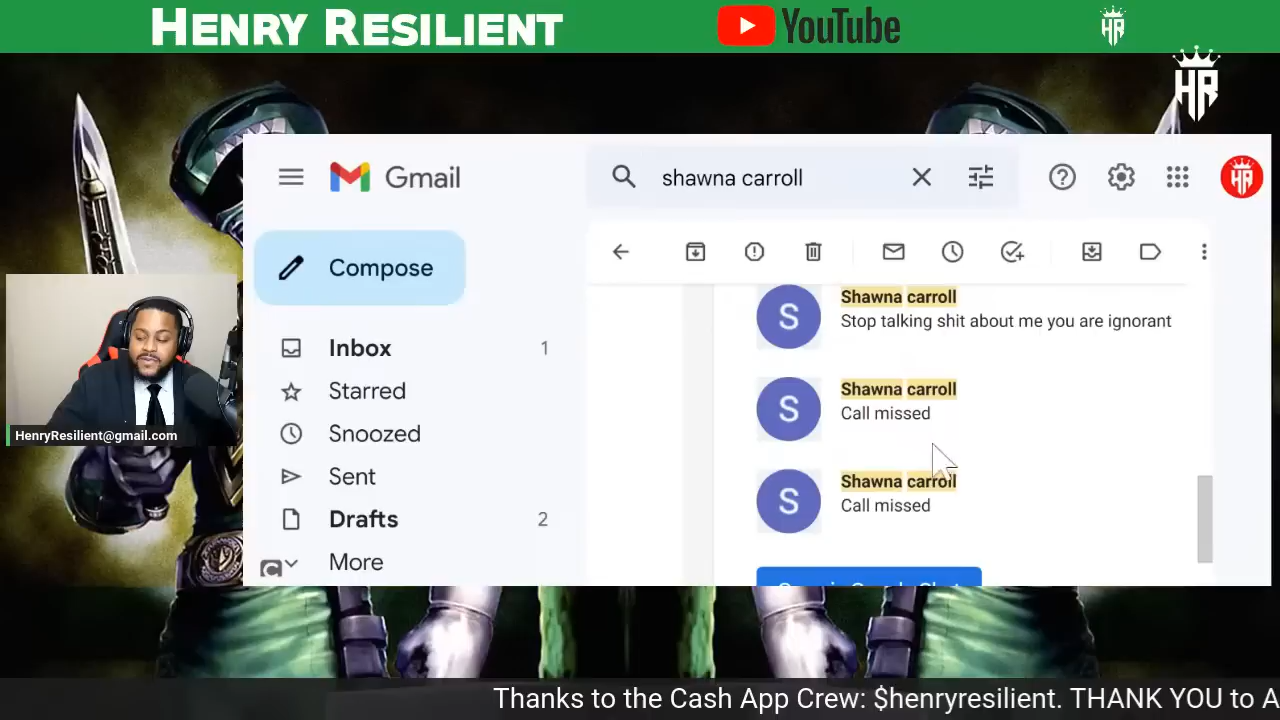 HENRY RESILIENT
YouTube
HR
HR
M Gmail
shawna carroll
HR
Compose
Shawna carroll
Stop talking shit about me you are ignorant
Inbox 1
Starred
Shawna carroll
Call missed
Snoozed
HenryResilient@gmail.com
Sent
Shawna carroll
Call missed
Drafts 2
More
Thanks to the Cash App Crew: $henryresilient. THANK YOU to A